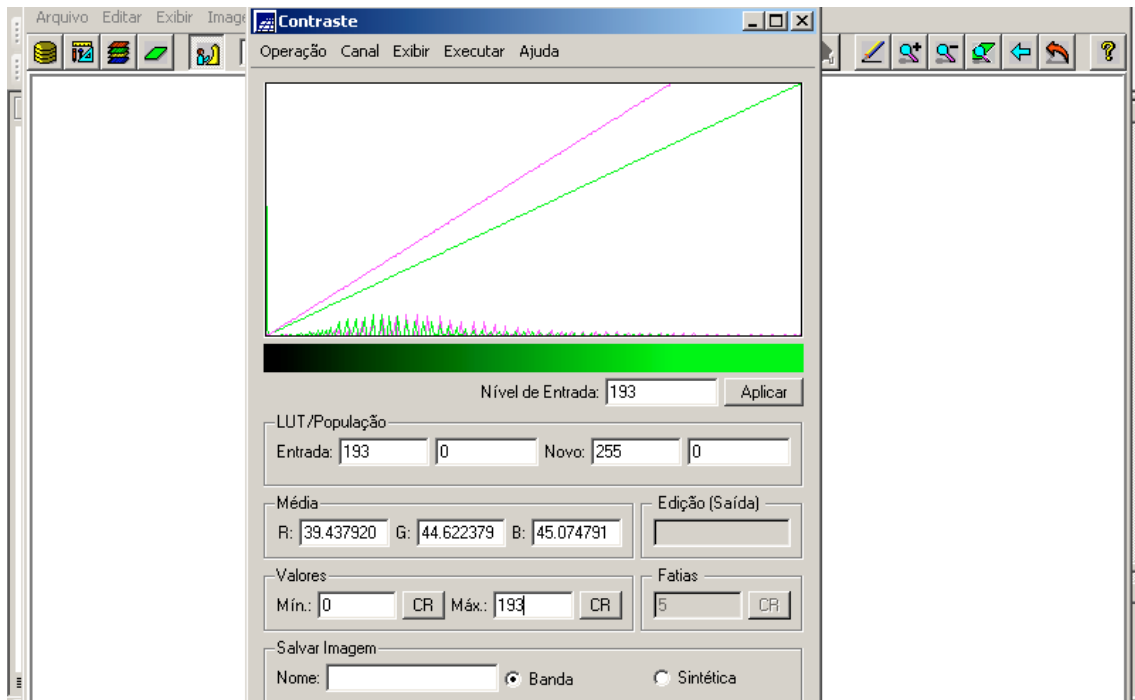 Arquivo Editar Exibir Image
Contraste
Operação Canal Exibir Executar Ajuda
Nível de Entrada: 193 Aplicar
LUT/População
Entrada: 193 0 Novo: 255 0
Média
R: 39.437920 G: 44.622379 B: 45.074791
Edição (Saída)
Valores
Mín.: 0 CR Máx.: 193 CR
Fatias
5 CR
Salvar Imagem
Nome: Banda Sintética